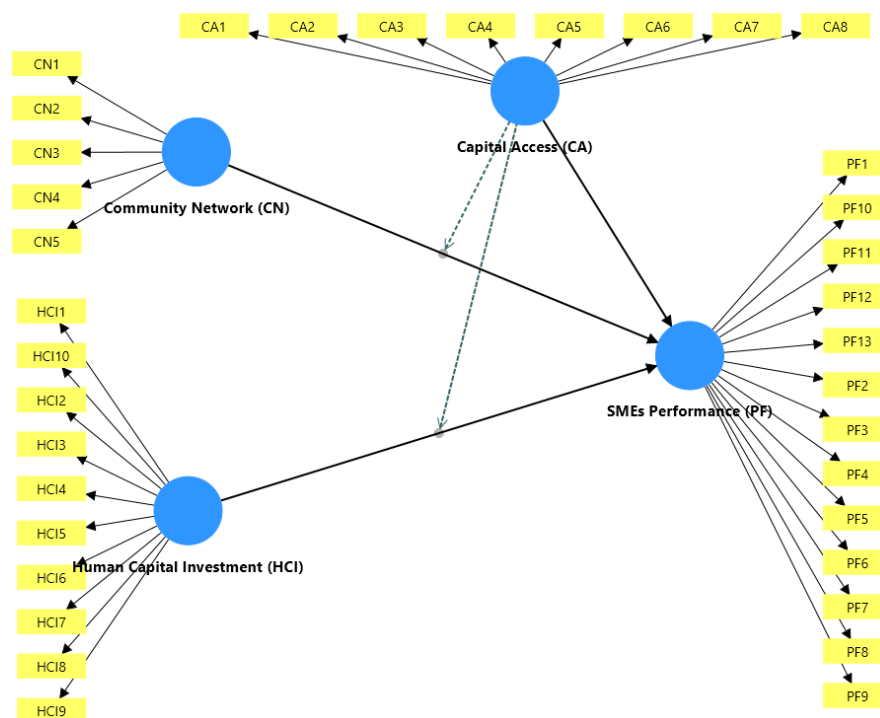 CA1
CA2
CA3
CA4
CA5
CA6
CA7
CA8
Capital Access (CA)
CN1
CN2
CN3
CN4
CN5
Community Network (CN)
HCI1
HCI10
HCI2
HCI3
HCI4
HCI5
HCI6
HCI7
HCI8
HCI9
Human Capital Investment (HCI)
PF1
PF10
PF11
PF12
PF13
PF2
PF3
PF4
PF5
PF6
PF7
PF8
PF9
SMEs Performance (PF)